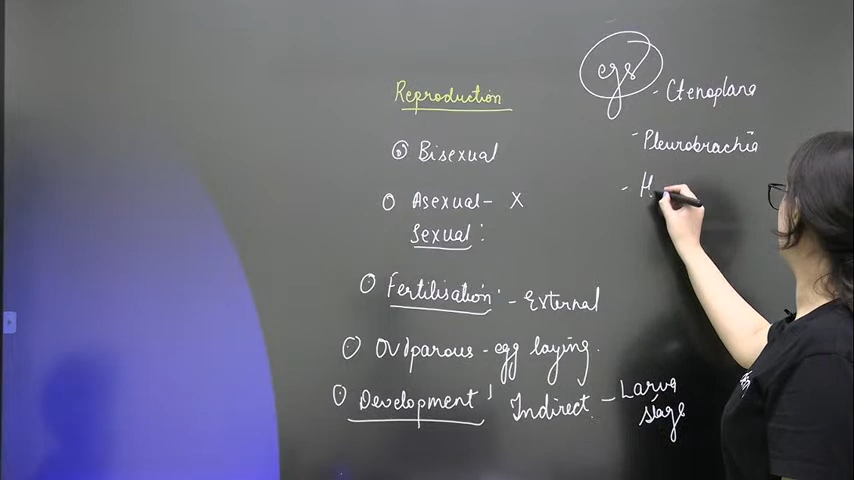 Reproduction
Bisexual
Asexual - X
Sexual :
Fertilisation - External
Oviparous - egg laying.
Development Indirect - Larva
stage
egs
- Ctenoplana
- Pleurobrachia
- H